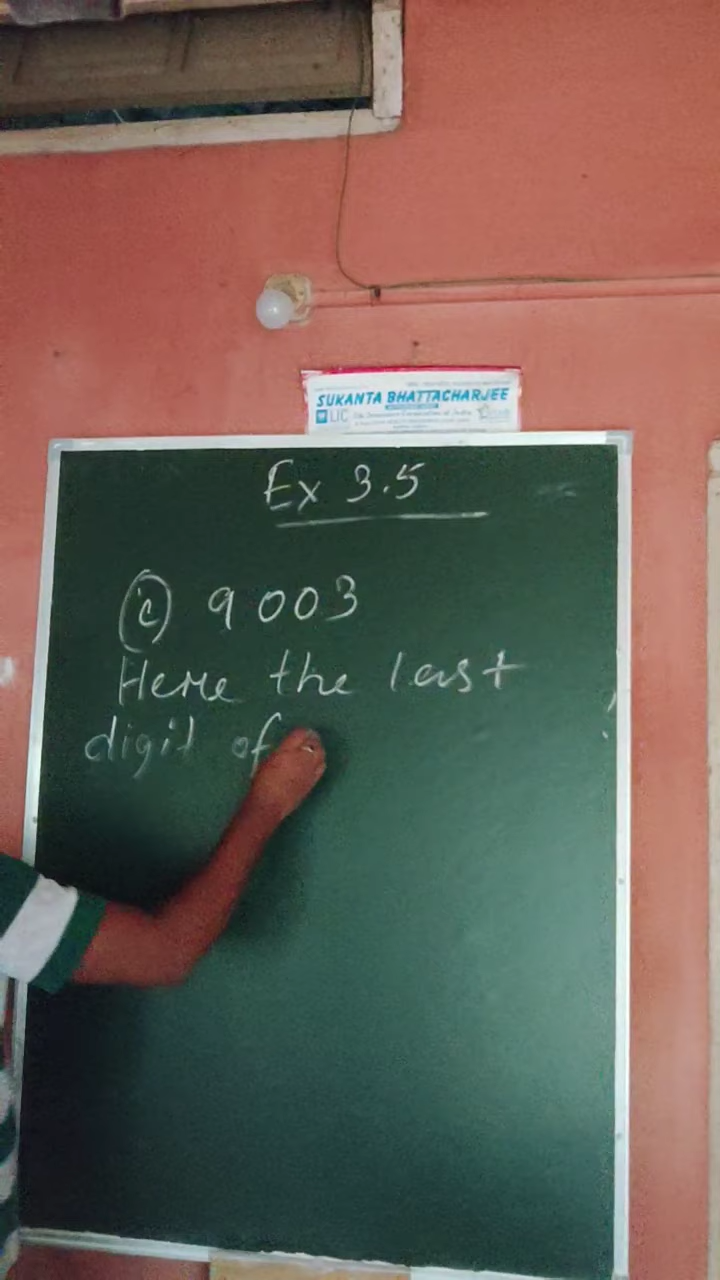 SUKANTA BHATTACHARJEE
LIC
Ex 3.5
(c) 9003
Here the last
digit of